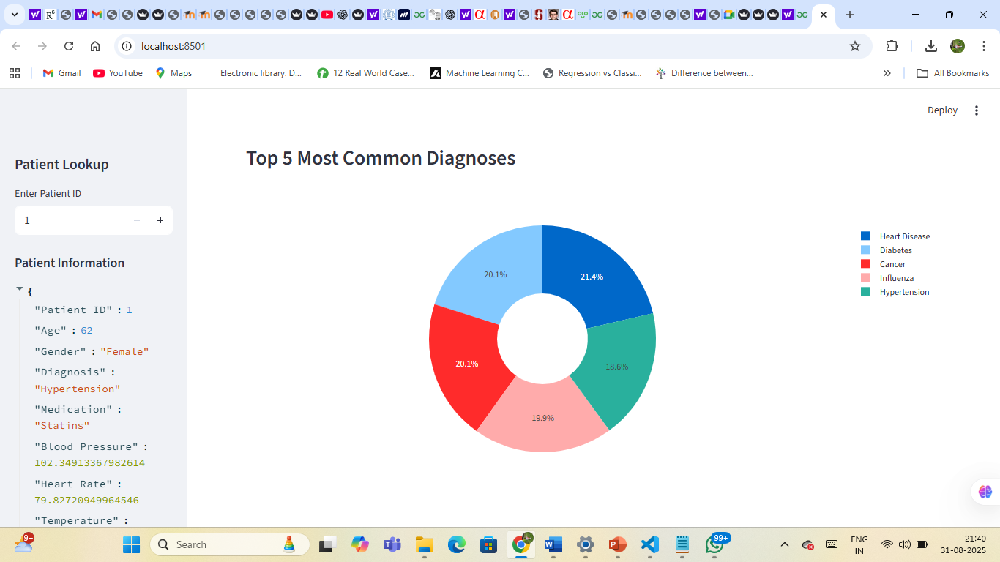 localhost:8501
Gmail
YouTube
Maps
Electronic library. D...
12 Real World Case...
Machine Learning C...
Regression vs Classi...
Difference between...
All Bookmarks
Deploy
Patient Lookup
Enter Patient ID
1
Patient Information
{
"Patient ID" : 1
"Age" : 62
"Gender" : "Female"
"Diagnosis" :
"Hypertension"
"Medication" :
"Statins"
"Blood Pressure" :
102.34913367982614
"Heart Rate" :
79.82720949964546
"Temperature" :
Top 5 Most Common Diagnoses
20.1%
21.4%
20.1%
18.6%
19.9%
Heart Disease
Diabetes
Cancer
Influenza
Hypertension
9+
Search
99+
ENG
IN
21:40
31-08-2025